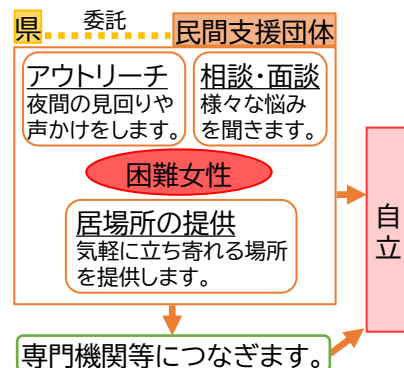 県
委託
民間支援団体
アウトリーチ
夜間の見回りや
声かけをします。
相談・面談
様々な悩み
を聞きます。
困難女性
居場所の提供
気軽に立ち寄れる場所
を提供します。
自立
専門機関等につなぎます。